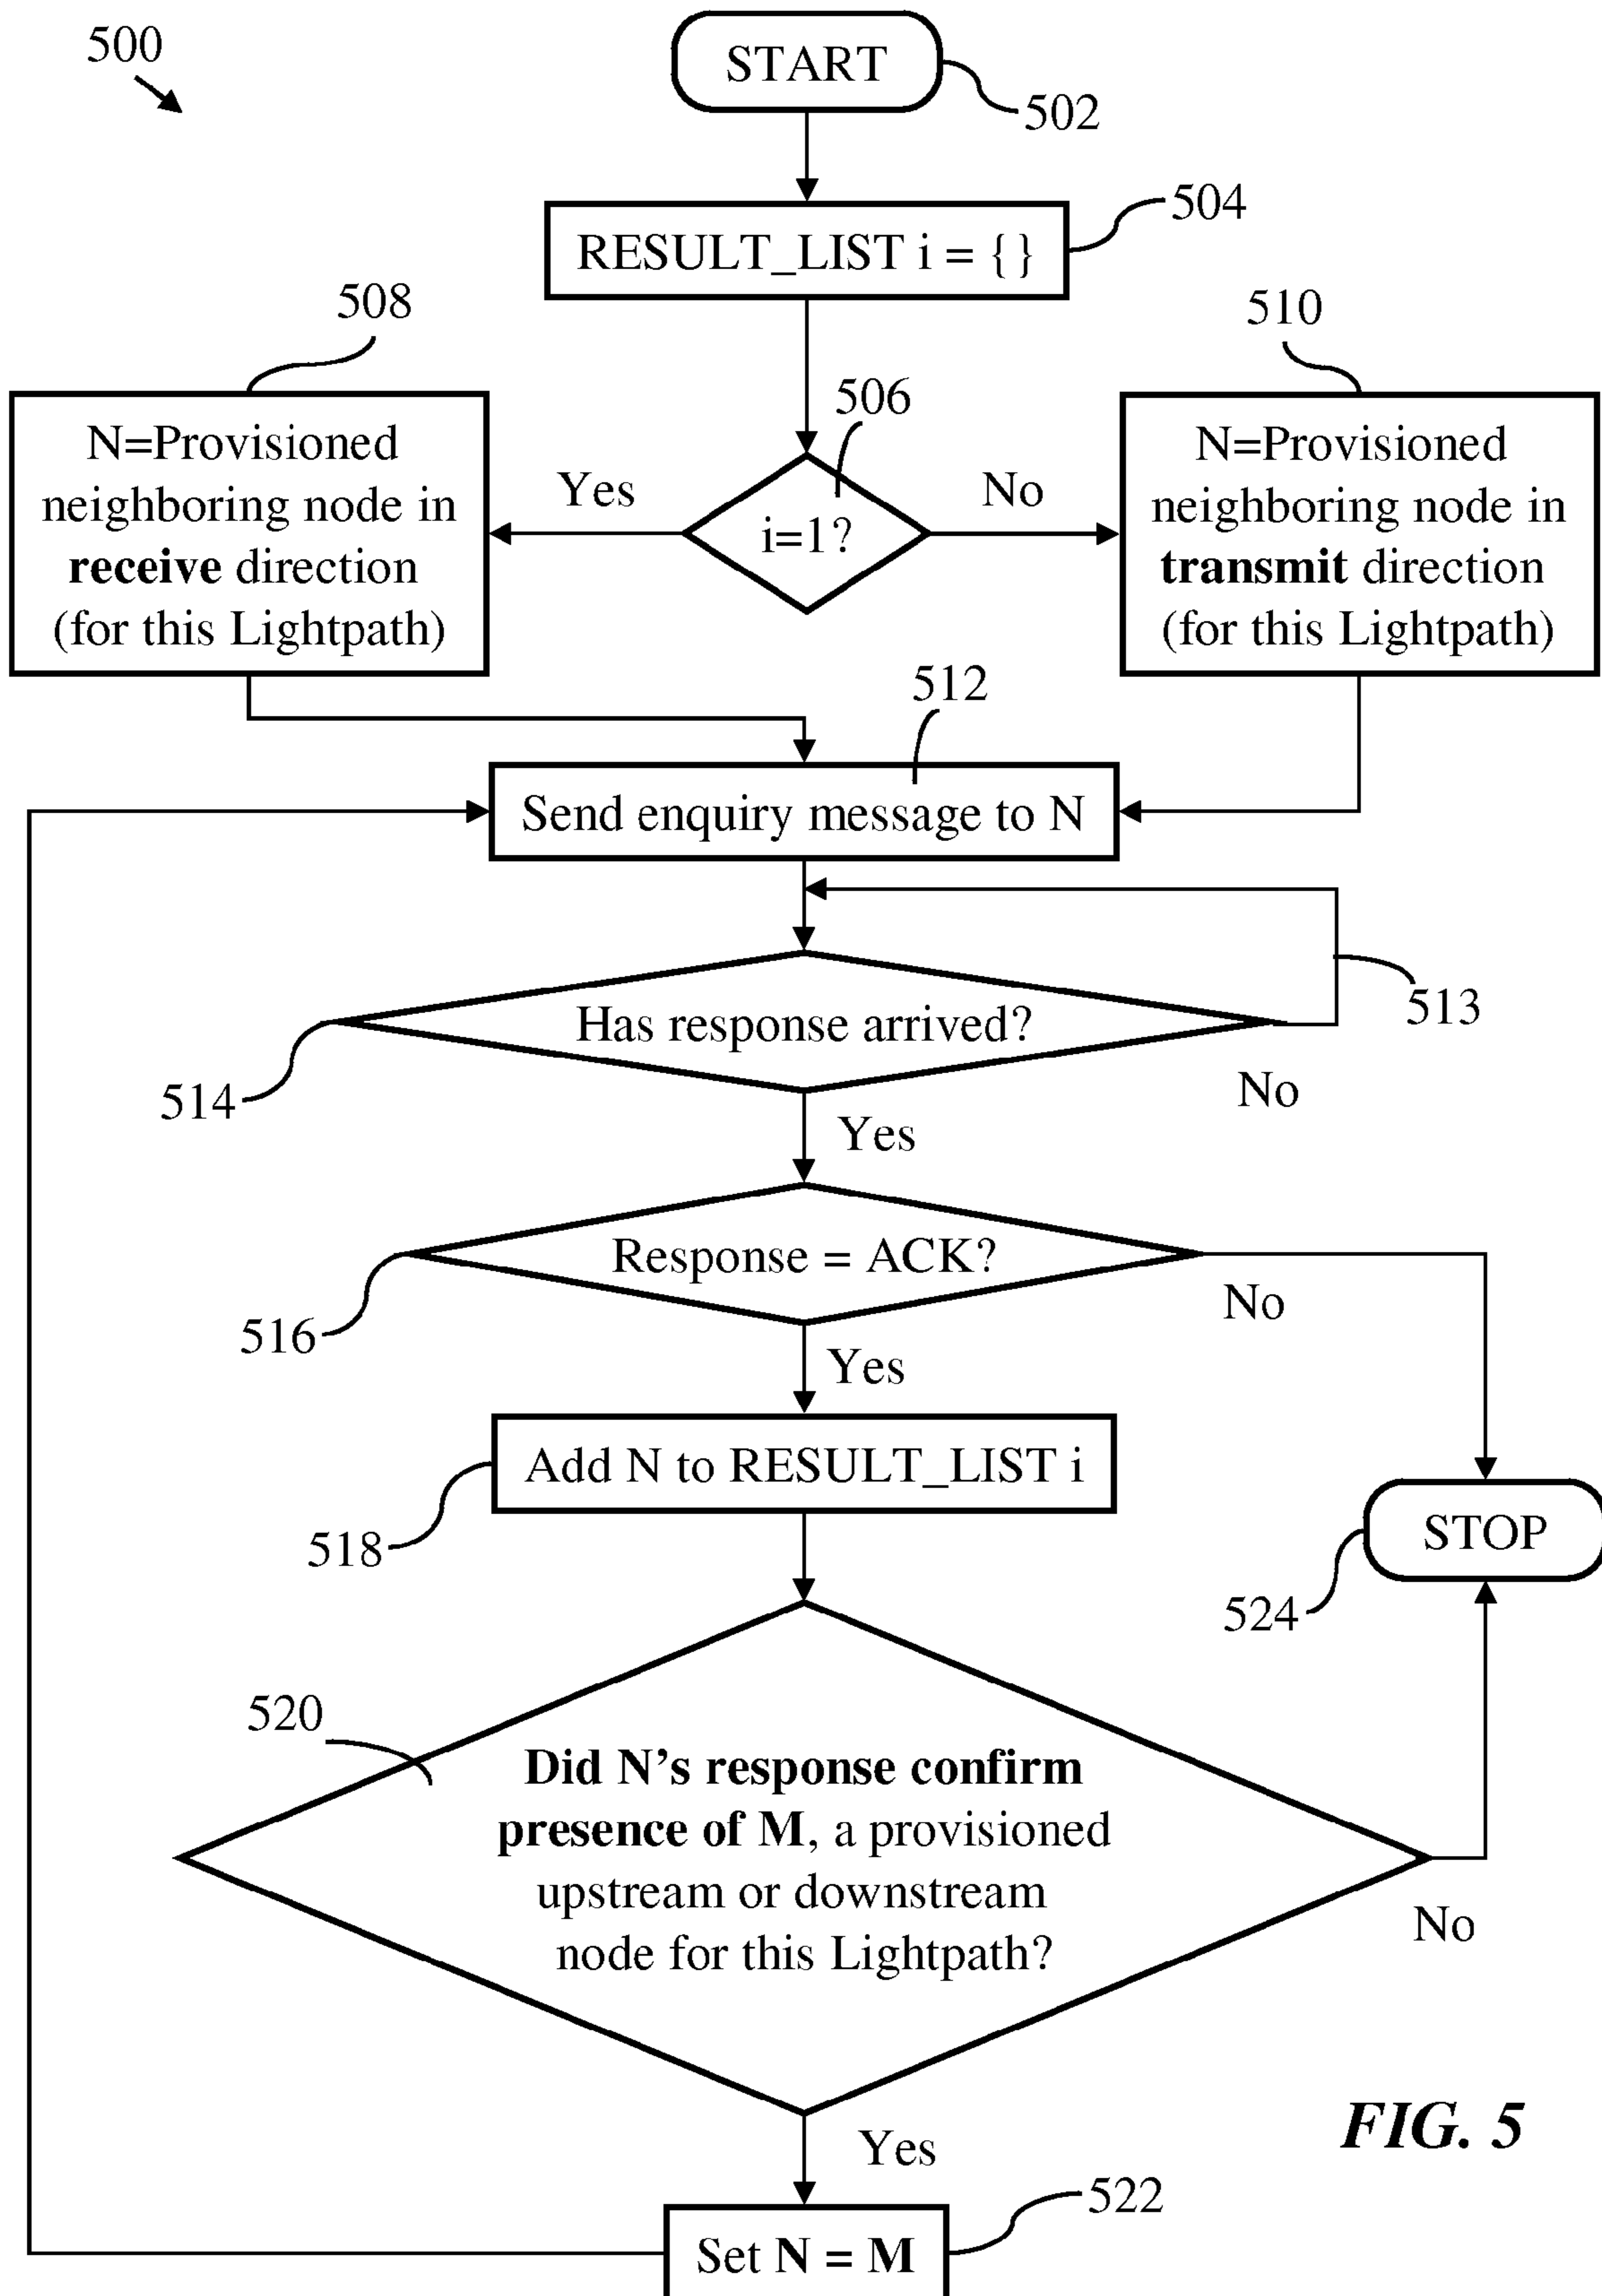 500
START
502
504
RESULT_LIST i = { }
508
510
506
N=Provisioned
neighboring node in
receive direction
(for this Lightpath)
Yes
i=1?
No
N=Provisioned
neighboring node in
transmit direction
(for this Lightpath)
512
Send enquiry message to N
513
Has response arrived?
514
No
Yes
Response = ACK?
516
No
Yes
Add N to RESULT_LIST i
518
STOP
524
520
Did N’s response confirm
presence of M, a provisioned
upstream or downstream
node for this Lightpath?
No
Yes
FIG. 5
522
Set N = M